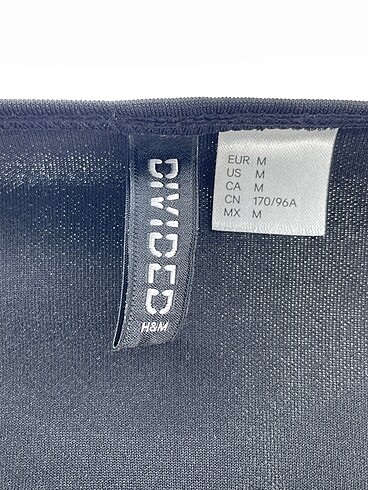 DIVIDED
H&M
EUR M
US M
CA M
CN 170/96A
MX M